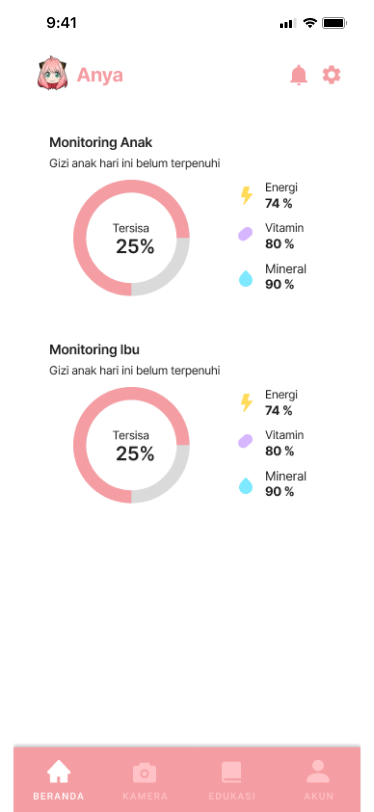 9:41
Anya
Monitoring Anak
Gizi anak hari ini belum terpenuhi
Tersisa
25%
Energi
74 %
Vitamin
80 %
Mineral
90 %
Monitoring Ibu
Gizi anak hari ini belum terpenuhi
Tersisa
25%
Energi
74 %
Vitamin
80 %
Mineral
90 %
BERANDA
KAMERA
EDUKASI
AKUN